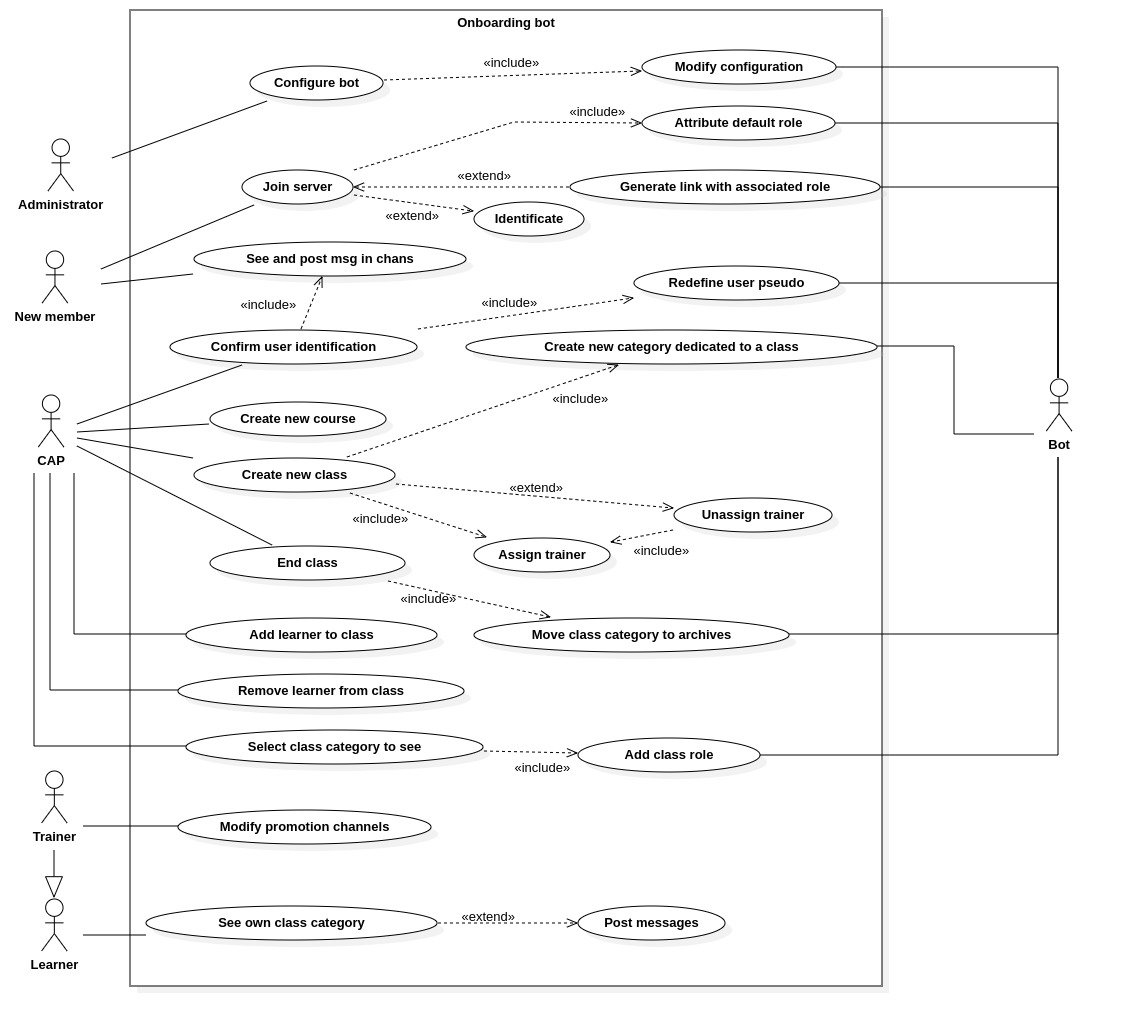 Onboarding bot
«include»
Configure bot
Modify configuration
«include»
Attribute default role
Administrator
«extend»
Join server
Generate link with associated role
«extend»
Identificate
See and post msg in chans
New member
«include»
«include»
Redefine user pseudo
Confirm user identification
Create new category dedicated to a class
«include»
Create new course
CAP
Bot
Create new class
«extend»
«include»
Unassign trainer
Assign trainer
«include»
End class
«include»
Add learner to class
Move class category to archives
Remove learner from class
Select class category to see
Add class role
«include»
Trainer
Modify promotion channels
See own class category
«extend»
Post messages
Learner